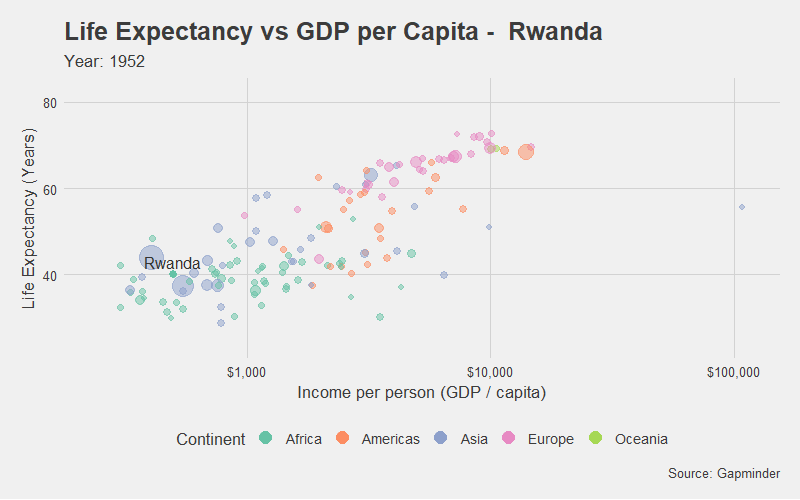 Life Expectancy vs GDP per Capita -  Rwanda
Year: 1952
Life Expectancy (Years)
80
60
40
Rwanda
$1,000
$10,000
$100,000
Income per person (GDP / capita)
Continent
Africa
Americas
Asia
Europe
Oceania
Source: Gapminder